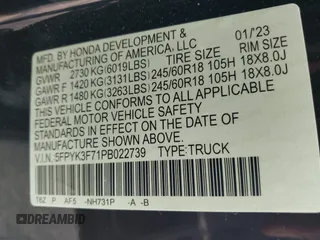 MFD. BY HONDA DEVELOPMENT &
MANUFACTURING OF AMERICA, LLC 01/'23
GVWR 2730 KG(6019LBS) TIRE SIZE RIM SIZE
GAWR F 1420 KG(3131LBS) 245/60R18 105H 18X8.0J
GAWR R 1480 KG(3263LBS) 245/60R18 105H 18X8.0J
THIS VEHICLE CONFORMS TO ALL APPLICABLE
FEDERAL MOTOR VEHICLE SAFETY
STANDARDS IN EFFECT ON THE DATE OF
MANUFACTURE SHOWN ABOVE.
V.I.N. 5FPYK3F71PB022739 TYPE:TRUCK
T6Z P AF5 -NH731P -A -B
DREAMBID